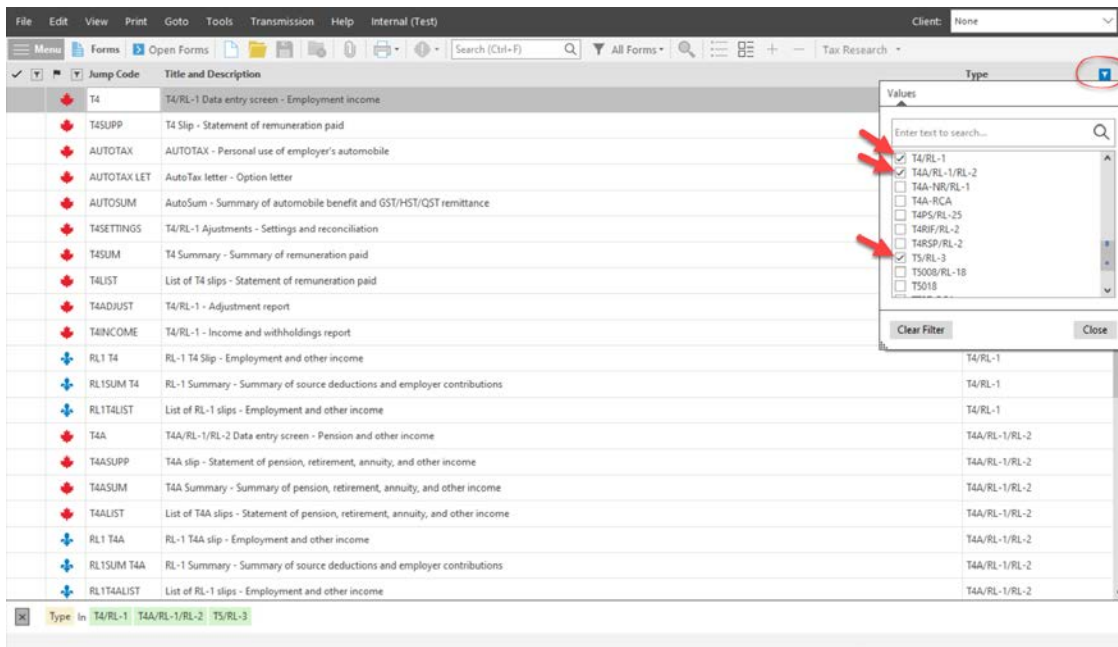 File Edit View Print Goto Tools Transmission Help Internal (Test) Client: None
Menu Forms Open Forms Search (Ctrl+F) All Forms Tax Research
Jump Code Title and Description Type
Values
Enter text to search...
T4/RL-1
T4A/RL-1/RL-2
T4A-NR/RL-1
T4A-RCA
T4PS/RL-25
T4RIF/RL-2
T4RSP/RL-2
T5/RL-3
T5008/RL-18
T5018
Clear Filter Close
T4 T4/RL-1 Data entry screen - Employment income
T4SUPP T4 Slip - Statement of remuneration paid
AUTOTAX AUTOTAX - Personal use of employer's automobile
AUTOTAX LET AutoTax letter - Option letter
AUTOSUM AutoSum - Summary of automobile benefit and GST/HST/QST remittance
T4SETTINGS T4/RL-1 Ajustments - Settings and reconciliation
T4SUM T4 Summary - Summary of remuneration paid
T4LIST List of T4 slips - Statement of remuneration paid
T4ADJUST T4/RL-1 - Adjustment report
T4INCOME T4/RL-1 - Income and withholdings report
RL1 T4 RL-1 T4 Slip - Employment and other income T4/RL-1
RL1SUM T4 RL-1 Summary - Summary of source deductions and employer contributions T4/RL-1
RL1T4LIST List of RL-1 slips - Employment and other income T4/RL-1
T4A T4A/RL-1/RL-2 Data entry screen - Pension and other income T4A/RL-1/RL-2
T4ASUPP T4A slip - Statement of pension, retirement, annuity, and other income T4A/RL-1/RL-2
T4ASUM T4A Summary - Summary of pension, retirement, annuity, and other income T4A/RL-1/RL-2
T4ALIST List of T4A slips - Statement of pension, retirement, annuity, and other income T4A/RL-1/RL-2
RL1 T4A RL-1 T4A slip - Employment and other income T4A/RL-1/RL-2
RL1SUM T4A RL-1 Summary - Summary of source deductions and employer contributions T4A/RL-1/RL-2
RL1T4ALIST List of RL-1 slips - Employment and other income T4A/RL-1/RL-2
Type In T4/RL-1 T4A/RL-1/RL-2 T5/RL-3